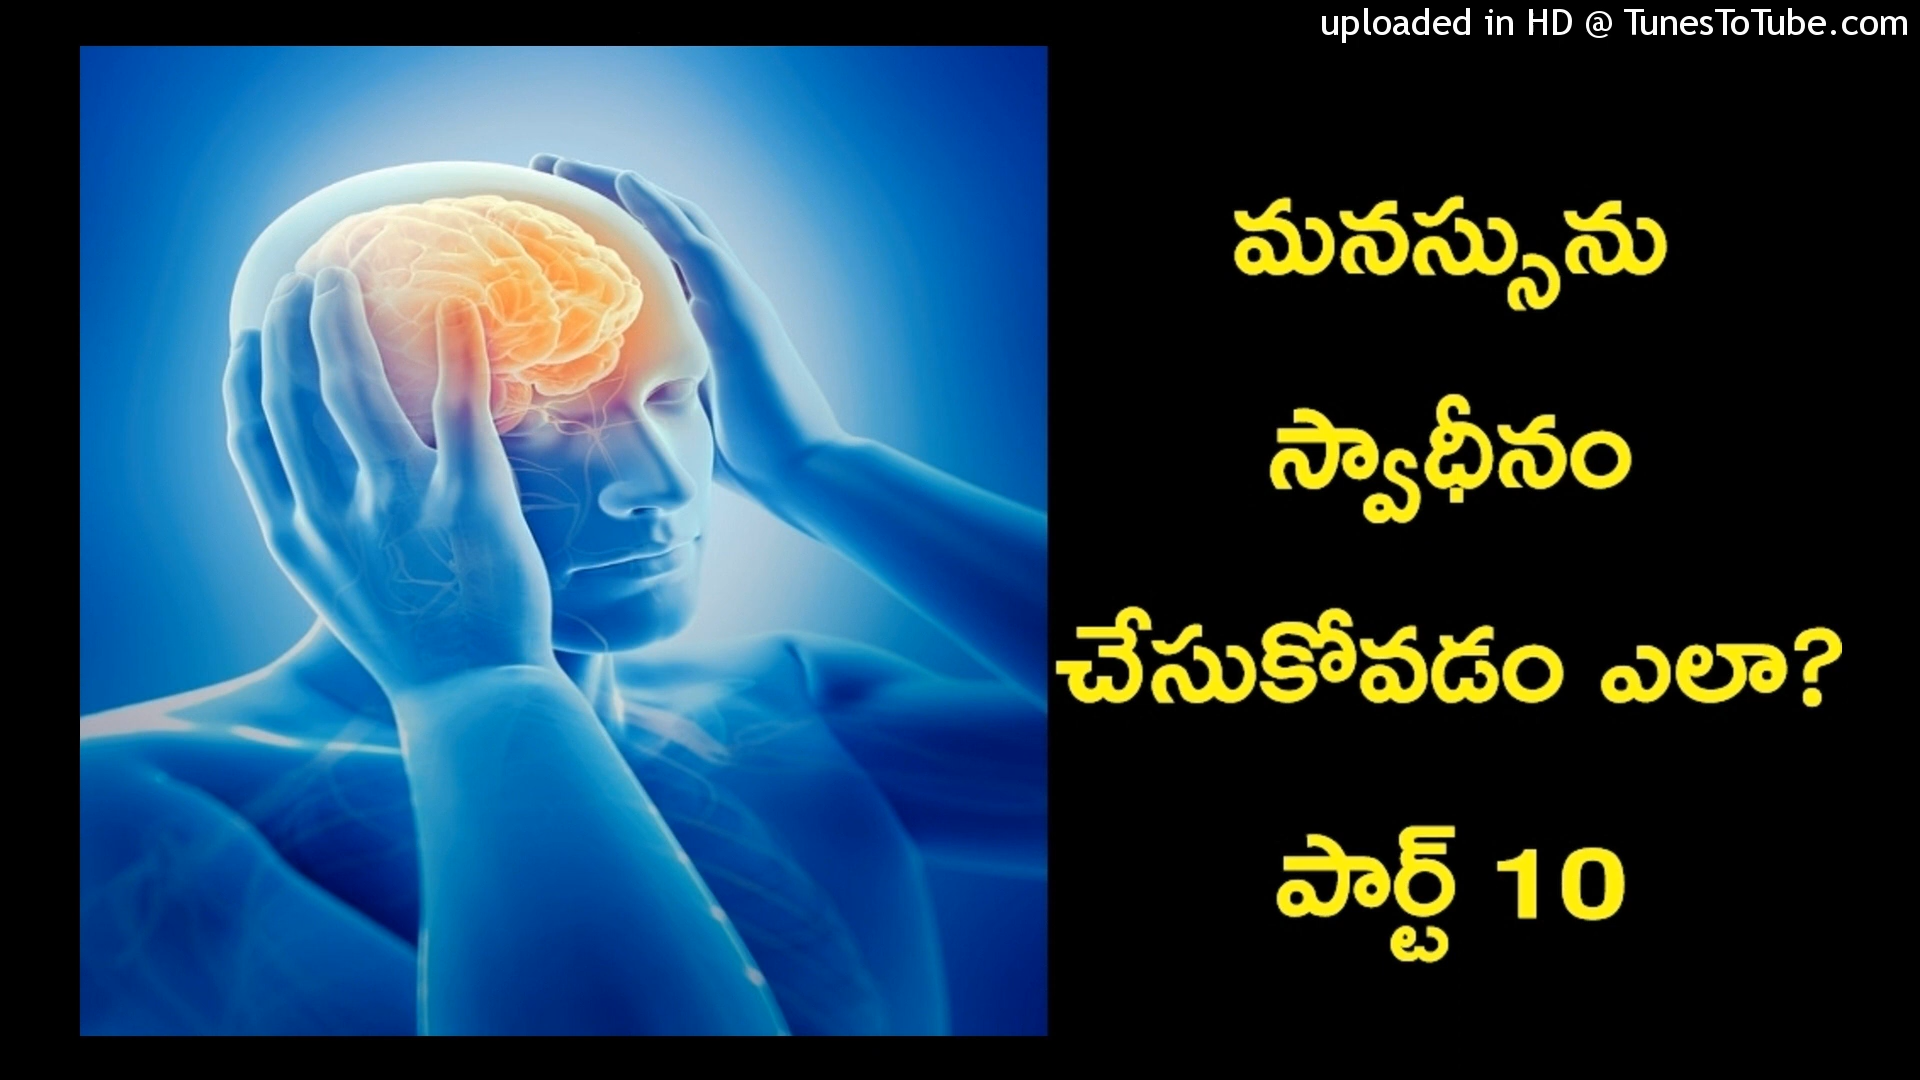 uploaded in HD @ TunesToTube.com
మనస్సును
స్వాధీనం
చేసుకోవడం ఎలా?
పార్ట్ 10